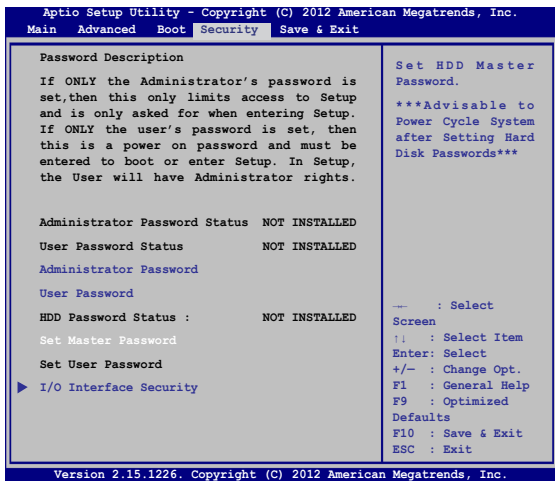 Aptio Setup Utility - Copyright (C) 2012 American Megatrends, Inc.
Main Advanced Boot Security Save & Exit
Password Description
If ONLY the Administrator's password is
set,then this only limits access to Setup
and is only asked for when entering Setup.
If ONLY the user's password is set, then
this is a power on password and must be
entered to boot or enter Setup. In Setup,
the User will have Administrator rights.
Administrator Password Status NOT INSTALLED
User Password Status NOT INSTALLED
Administrator Password
User Password
HDD Password Status : NOT INSTALLED
Set Master Password
Set User Password
I/O Interface Security
Set HDD Master
Password.
***Advisable to
Power Cycle System
after Setting Hard
Disk Passwords***
→← : Select
Screen
↑↓ : Select Item
Enter: Select
+/— : Change Opt.
F1 : General Help
F9 : Optimized
Defaults
F10 : Save & Exit
ESC : Exit
Version 2.15.1226. Copyright (C) 2012 American Megatrends, Inc.